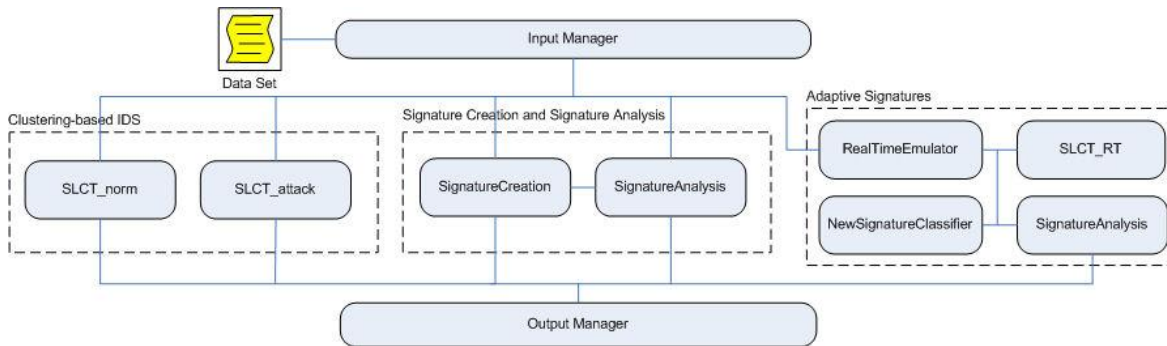 Input Manager
Data Set
Clustering-based IDS
Signature Creation and Signature Analysis
Adaptive Signatures
SLCT_norm
SLCT_attack
SignatureCreation
SignatureAnalysis
RealTimeEmulator
SLCT_RT
NewSignatureClassifier
SignatureAnalysis
Output Manager